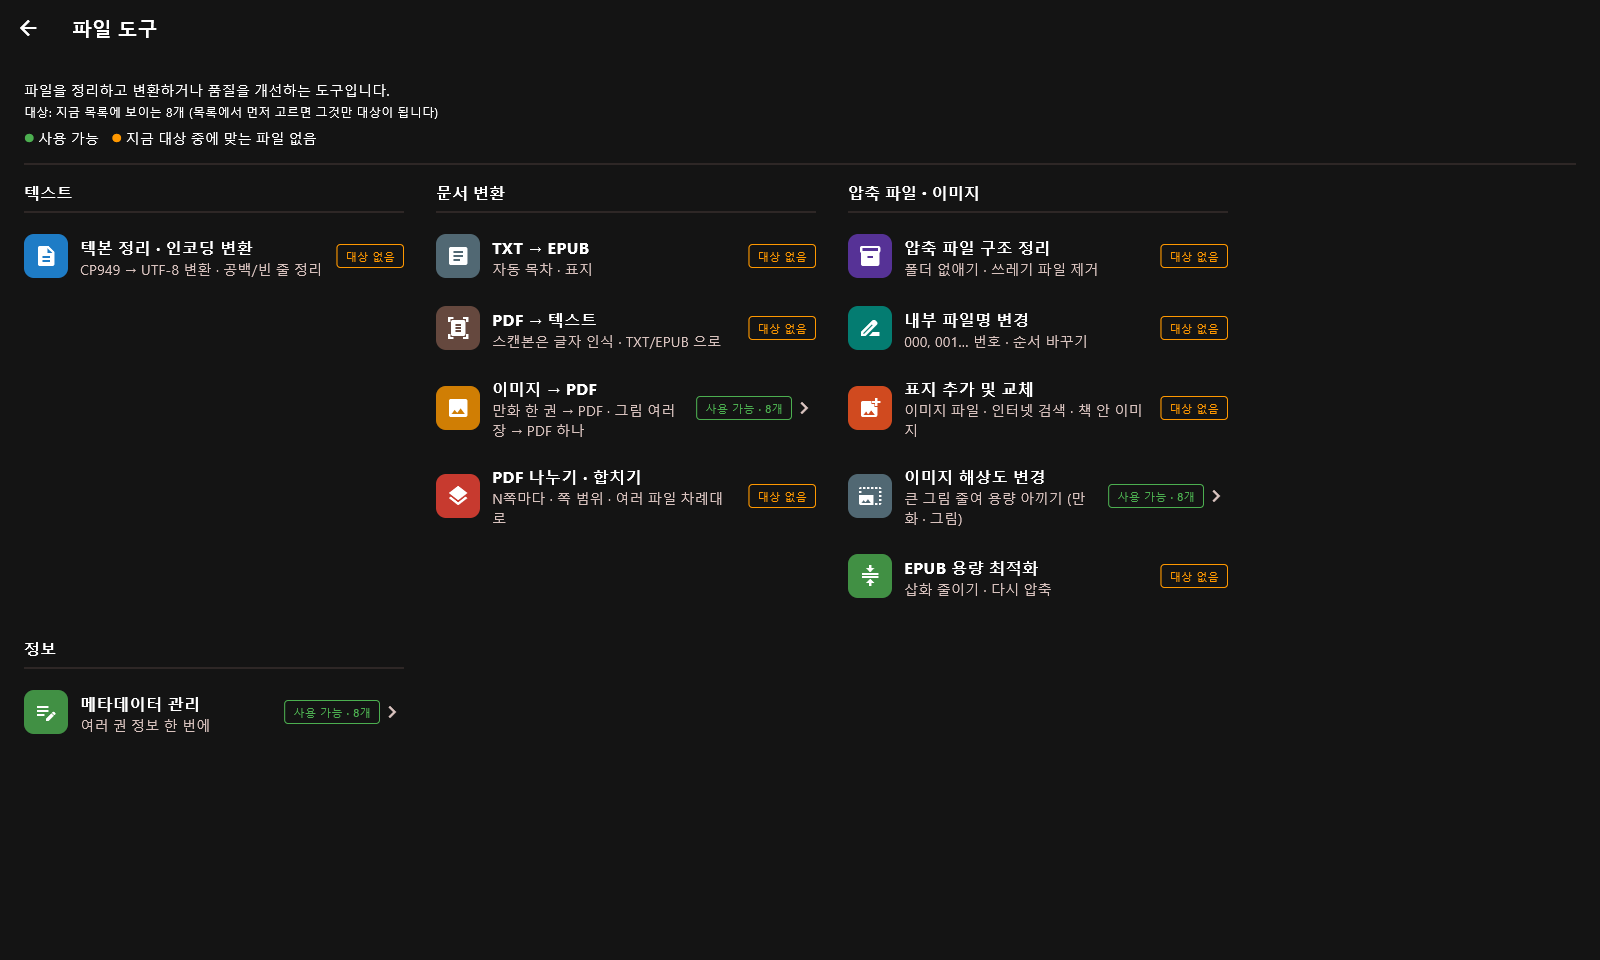 파일 도구
파일을 정리하고 변환하거나 품질을 개선하는 도구입니다.
대상: 지금 목록에 보이는 8개 (목록에서 먼저 고르면 그것만 대상이 됩니다)
사용 가능 지금 대상 중에 맞는 파일 없음
텍스트
텍본 정리 · 인코딩 변환
CP949 → UTF-8 변환 · 공백/빈 줄 정리
대상 없음
문서 변환
TXT → EPUB
자동 목차 · 표지
대상 없음
PDF → 텍스트
스캔본은 글자 인식 · TXT/EPUB 으로
대상 없음
이미지 → PDF
만화 한 권 → PDF · 그림 여러
장 → PDF 하나
사용 가능 · 8개
PDF 나누기 · 합치기
N쪽마다 · 쪽 범위 · 여러 파일 차례대
로
대상 없음
압축 파일 · 이미지
압축 파일 구조 정리
폴더 없애기 · 쓰레기 파일 제거
대상 없음
내부 파일명 변경
000, 001... 번호 · 순서 바꾸기
대상 없음
표지 추가 및 교체
이미지 파일 · 인터넷 검색 · 책 안 이미
지
대상 없음
이미지 해상도 변경
큰 그림 줄여 용량 아끼기 (만
화 · 그림)
사용 가능 · 8개
EPUB 용량 최적화
삽화 줄이기 · 다시 압축
대상 없음
정보
메타데이터 관리
여러 권 정보 한 번에
사용 가능 · 8개